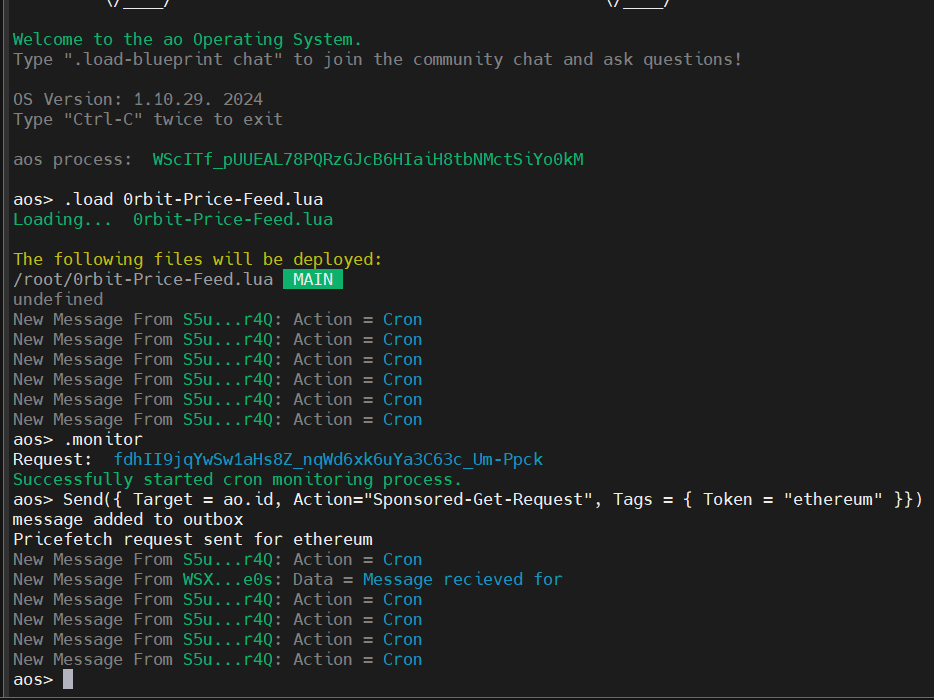 Welcome to the ao Operating System.
Type ".load-blueprint chat" to join the community chat and ask questions!
OS Version: 1.10.29. 2024
Type "Ctrl-C" twice to exit
aos process:  WScITf_pUUEAL78PQRzGJcB6HIaiH8tbNMctSiYo0kM
aos> .load 0rbit-Price-Feed.lua
Loading...  0rbit-Price-Feed.lua
The following files will be deployed:
/root/0rbit-Price-Feed.lua  MAIN
undefined
New Message From S5u...r4Q: Action = Cron
New Message From S5u...r4Q: Action = Cron
New Message From S5u...r4Q: Action = Cron
New Message From S5u...r4Q: Action = Cron
New Message From S5u...r4Q: Action = Cron
New Message From S5u...r4Q: Action = Cron
aos> .monitor
Request:  fdhII9jqYwSw1aHs8Z_nqWd6xk6uYa3C63c_Um-Ppck
Successfully started cron monitoring process.
aos> Send({ Target = ao.id, Action="Sponsored-Get-Request", Tags = { Token = "ethereum" }})
message added to outbox
Pricefetch request sent for ethereum
New Message From S5u...r4Q: Action = Cron
New Message From WSX...e0s: Data = Message recieved for
New Message From S5u...r4Q: Action = Cron
New Message From S5u...r4Q: Action = Cron
New Message From S5u...r4Q: Action = Cron
New Message From S5u...r4Q: Action = Cron
aos>